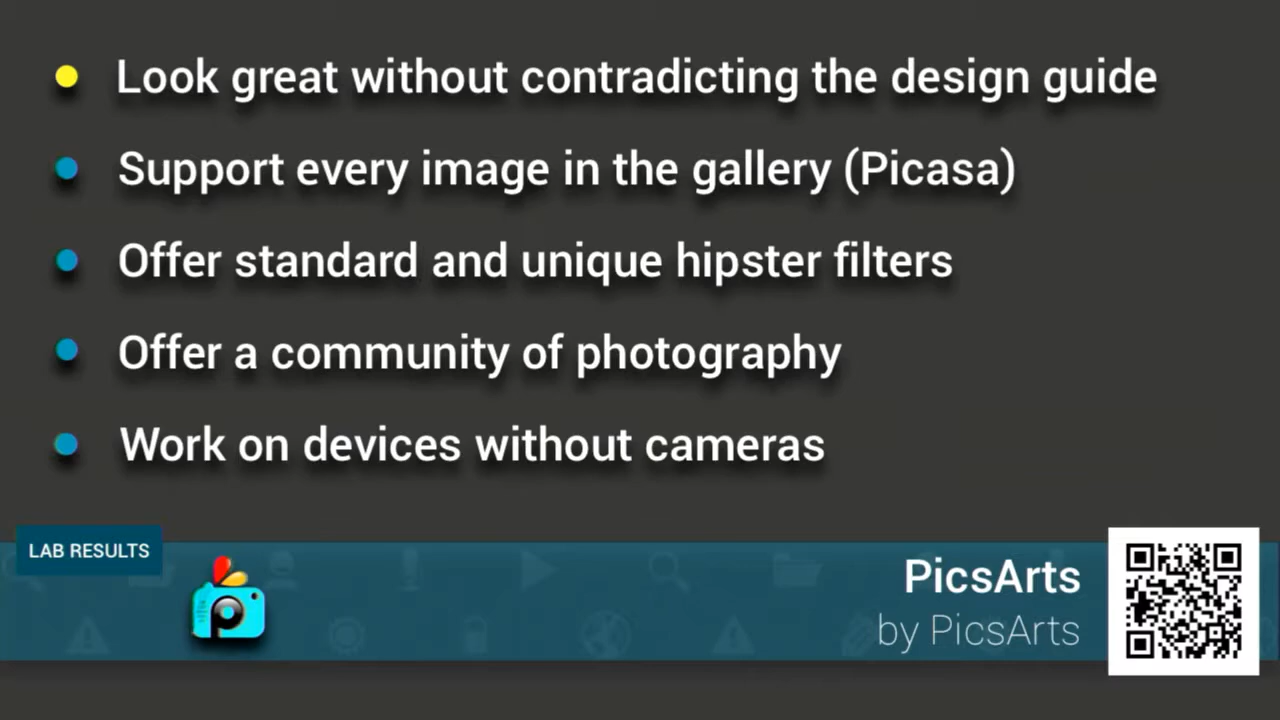 Look great without contradicting the design guide
Support every image in the gallery (Picasa)
Offer standard and unique hipster filters
Offer a community of photography
Work on devices without cameras
LAB RESULTS
p
PicsArts
by PicsArts